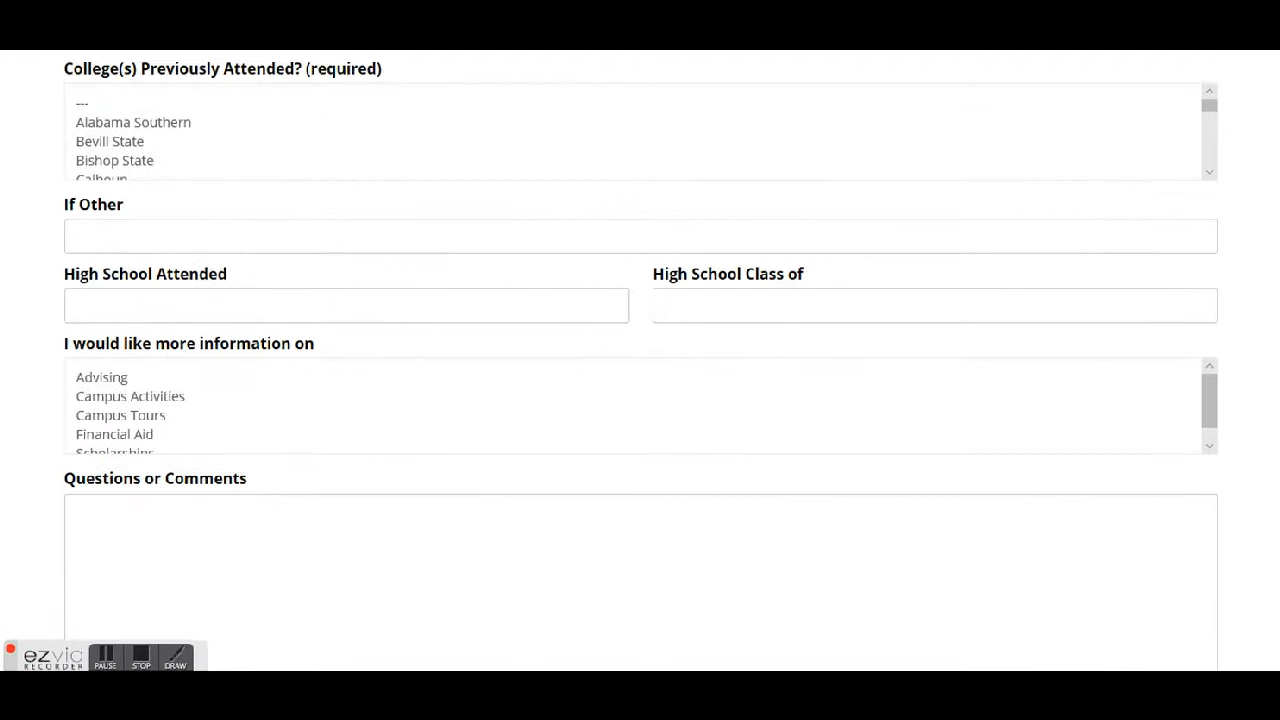 College(s) Previously Attended? (required)
---
Alabama Southern
Bevill State
Bishop State
Calhoun
If Other
High School Attended
High School Class of
I would like more information on
Advising
Campus Activities
Campus Tours
Financial Aid
Scholarships
Questions or Comments
ezvid
RECORDER
PAUSE
STOP
DRAW